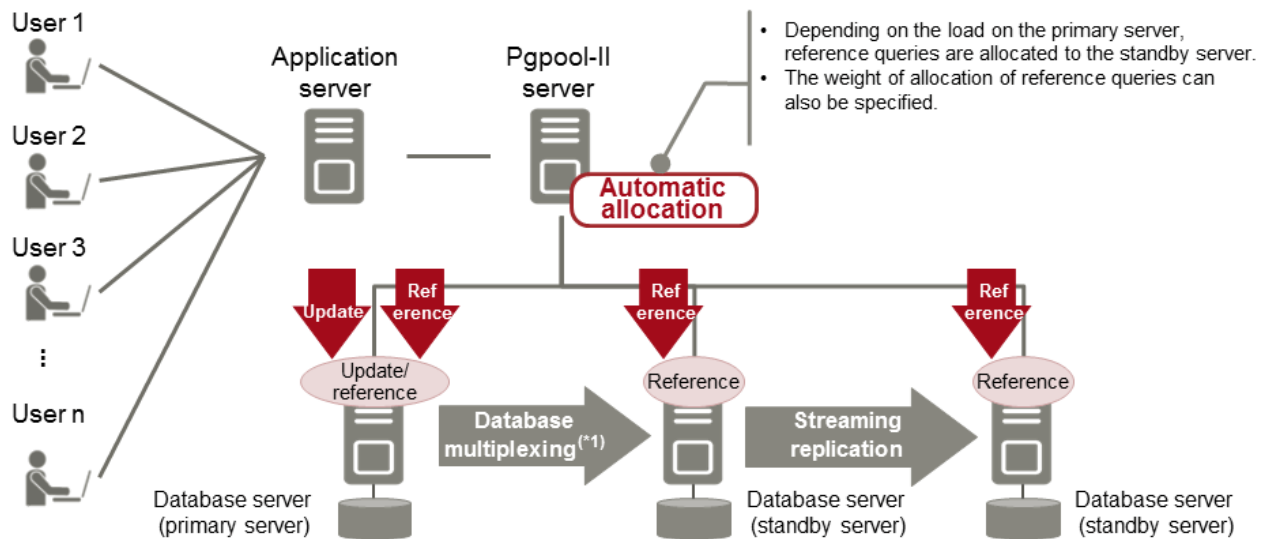 User 1
User 2
User 3
...
User n
Application
server
Pgpool-II
server
Automatic
allocation
• Depending on the load on the primary server,
reference queries are allocated to the standby server.
• The weight of allocation of reference queries can
also be specified.
Update
Ref
erence
Ref
erence
Ref
erence
Update/
reference
Reference
Reference
Database
multiplexing(*1)
Streaming
replication
Database server
(primary server)
Database server
(standby server)
Database server
(standby server)